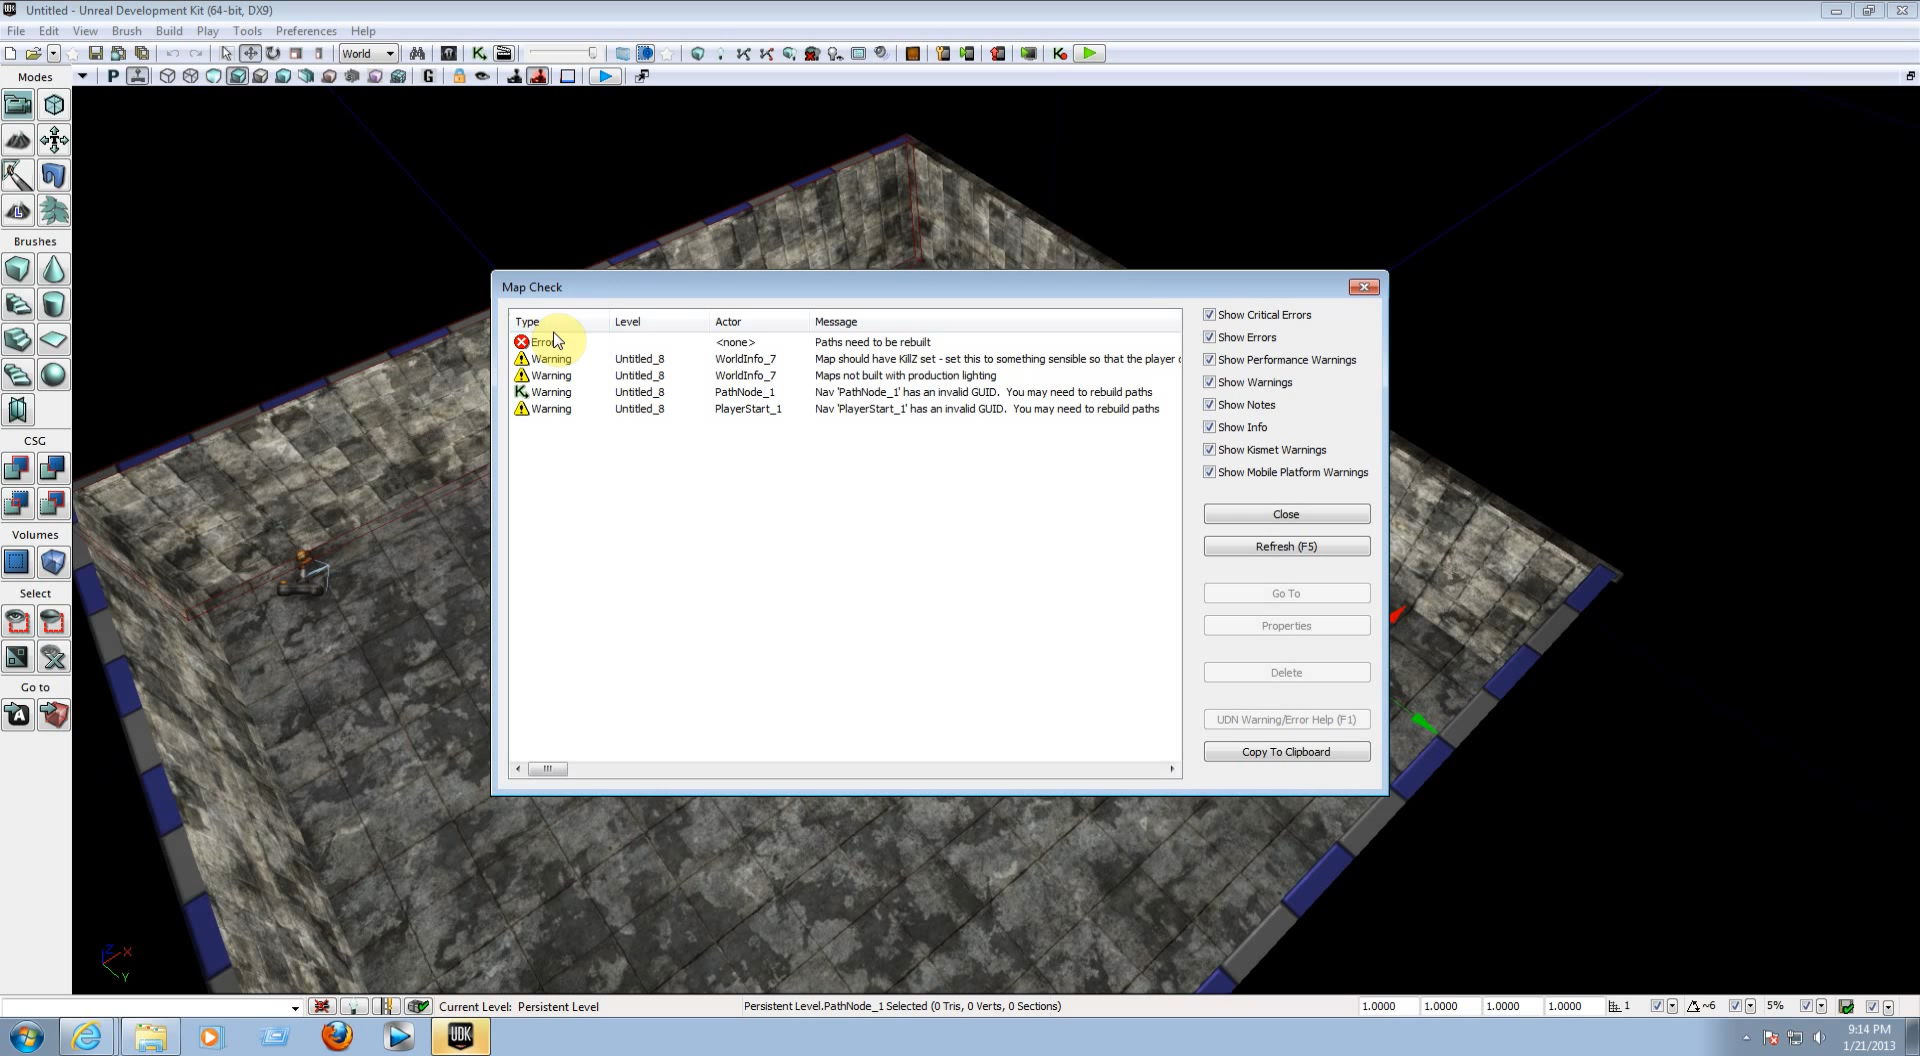 Untitled - Unreal Development Kit (64-bit, DX9)
File Edit View Brush Build Play Tools Preferences Help
World
Modes
P
G
Brushes
CSG
Volumes
Select
Go to
Map Check
Type Level Actor Message
Error <none> Paths need to be rebuilt
Warning Untitled_8 WorldInfo_7 Map should have KillZ set - set this to something sensible so that the player
Warning Untitled_8 WorldInfo_7 Maps not built with production lighting
Warning Untitled_8 PathNode_1 Nav 'PathNode_1' has an invalid GUID. You may need to rebuild paths
Warning Untitled_8 PlayerStart_1 Nav 'PlayerStart_1' has an invalid GUID. You may need to rebuild paths
Show Critical Errors
Show Errors
Show Performance Warnings
Show Warnings
Show Notes
Show Info
Show Kismet Warnings
Show Mobile Platform Warnings
Close
Refresh (F5)
Go To
Properties
Delete
UDN Warning/Error Help (F1)
Copy To Clipboard
Z X
Y
Current Level: Persistent Level
Persistent Level.PathNode_1 Selected (0 Tris, 0 Verts, 0 Sections)
1.0000 1.0000 1.0000 1.0000 1 ~6 5%
UDK
9:14 PM
1/21/2013